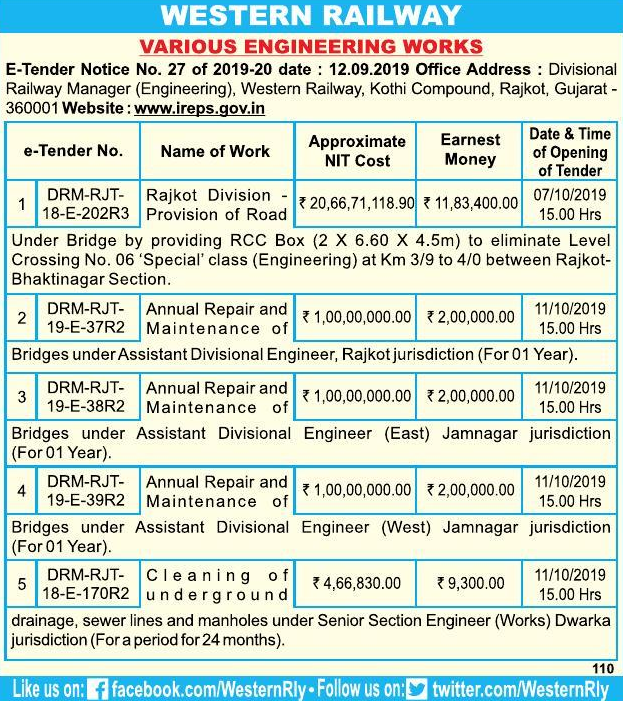 WESTERN RAILWAY
VARIOUS ENGINEERING WORKS
E-Tender Notice No. 27 of 2019-20 date : 12.09.2019 Office Address : Divisional
Railway Manager (Engineering), Western Railway, Kothi Compound, Rajkot, Gujarat -
360001 Website : www.ireps.gov.in
e-Tender No.
Name of Work
Approximate
NIT Cost
Earnest
Money
Date & Time
of Opening
of Tender
1
DRM-RJT-
18-E-202R3
Rajkot Division -
Provision of Road
₹ 20,66,71,118.90
₹ 11,83,400.00
07/10/2019
15.00 Hrs
Under Bridge by providing RCC Box (2 X 6.60 X 4.5m) to eliminate Level
Crossing No. 06 'Special' class (Engineering) at Km 3/9 to 4/0 between Rajkot-
Bhaktinagar Section.
2
DRM-RJT-
19-E-37R2
Annual Repair and
Maintenance of
₹ 1,00,00,000.00
₹ 2,00,000.00
11/10/2019
15.00 Hrs
Bridges under Assistant Divisional Engineer, Rajkot jurisdiction (For 01 Year).
3
DRM-RJT-
19-E-38R2
Annual Repair and
Maintenance of
₹ 1,00,00,000.00
₹ 2,00,000.00
11/10/2019
15.00 Hrs
Bridges under Assistant Divisional Engineer (East) Jamnagar jurisdiction
(For 01 Year).
4
DRM-RJT-
19-E-39R2
Annual Repair and
Maintenance of
₹ 1,00,00,000.00
₹ 2,00,000.00
11/10/2019
15.00 Hrs
Bridges under Assistant Divisional Engineer (West) Jamnagar jurisdiction
(For 01 Year).
5
DRM-RJT-
18-E-170R2
Cleaning of
underground
₹ 4,66,830.00
₹ 9,300.00
11/10/2019
15.00 Hrs
drainage, sewer lines and manholes under Senior Section Engineer (Works) Dwarka
jurisdiction (For a period for 24 months).
110
Like us on: f facebook.com/WesternRly • Follow us on: twitter.com/WesternRly